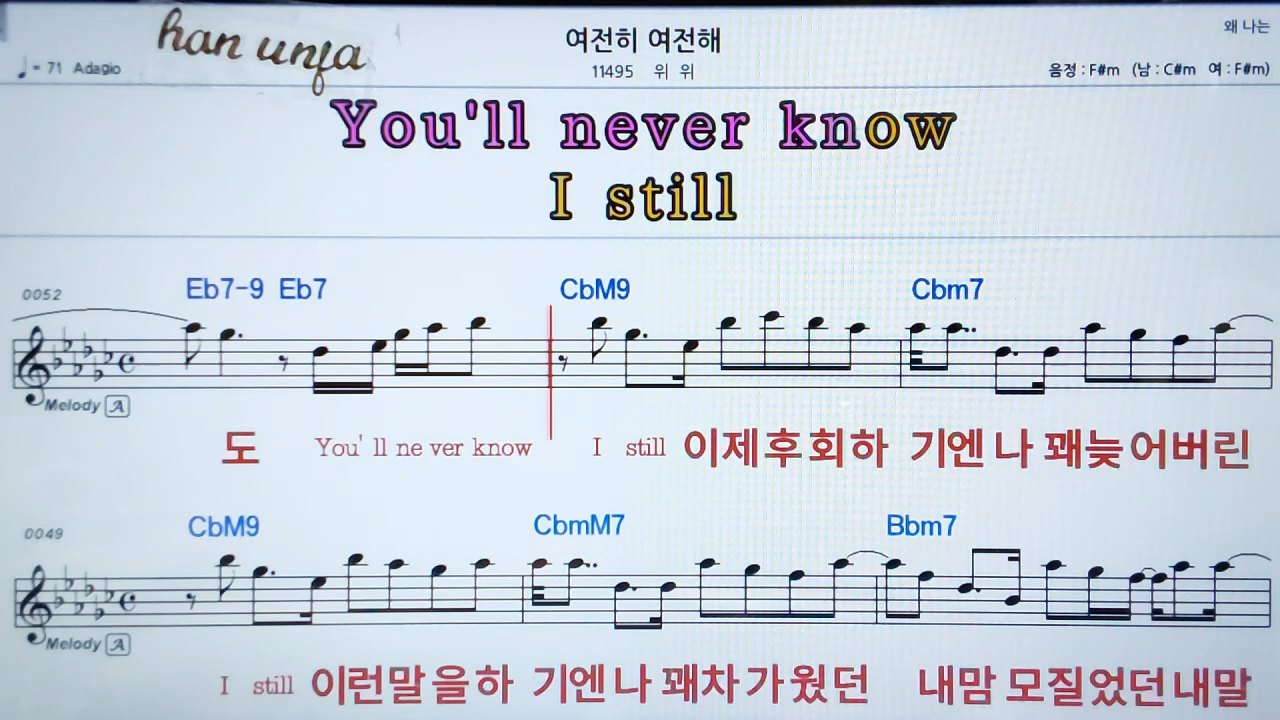 han unfa
여전히 여전해
왜 나는
♩= 71 Adagio
11495 위 위
음정 : F#m (남 : C#m 여 : F#m)
You'll never know
I still
0052 Eb7-9 Eb7 CbM9 Cbm7
Melody A
도 You' ll ne ver know I still 이제후회하 기엔나 꽤늦어버린
0049 CbM9 CbmM7 Bbm7
Melody A
I still 이런말을하 기엔나 꽤차가웠던 내맘 모질었던내말